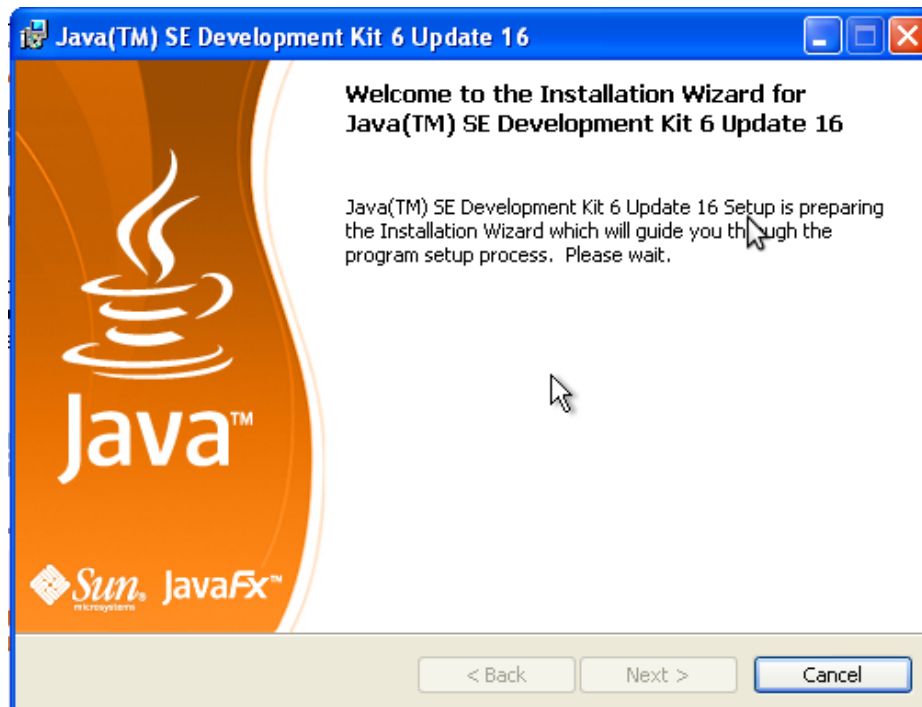 Java(TM) SE Development Kit 6 Update 16
Welcome to the Installation Wizard for
Java(TM) SE Development Kit 6 Update 16
Java(TM) SE Development Kit 6 Update 16 Setup is preparing
the Installation Wizard which will guide you through the
program setup process. Please wait.
Java™
Sun® JavaFx™
microsystems
< Back Next > Cancel